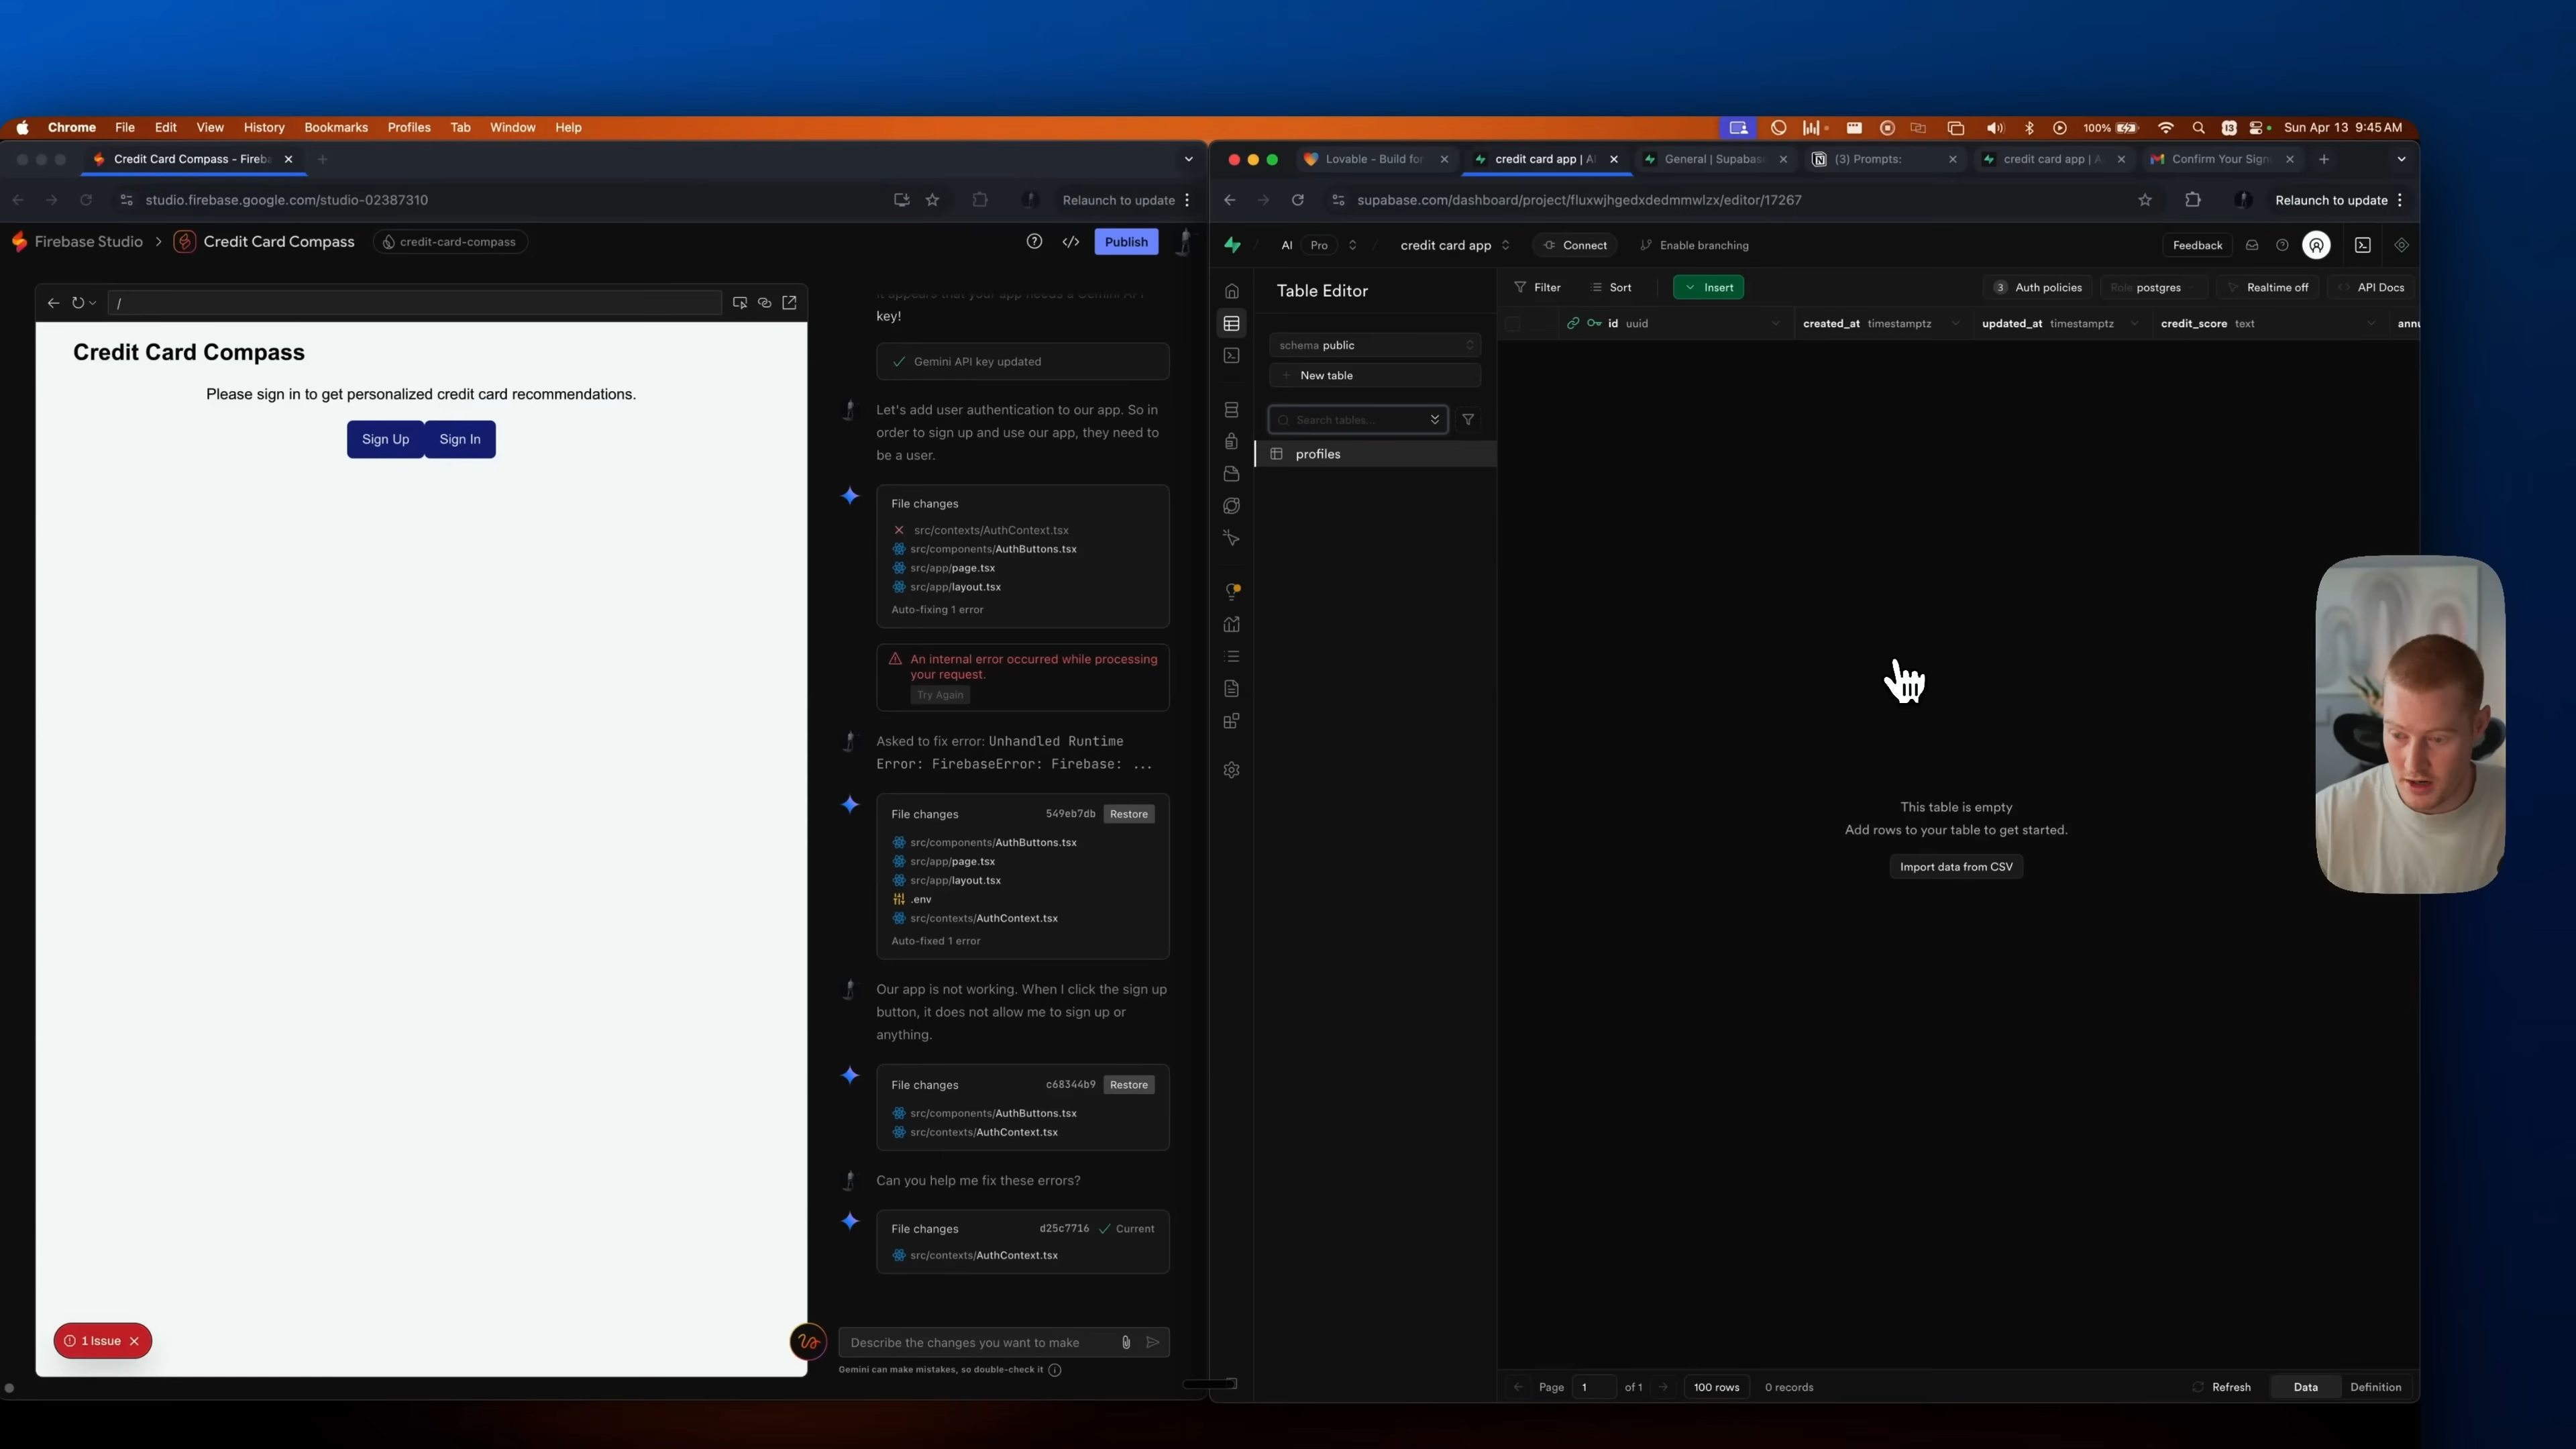 Chrome File Edit View History Bookmarks Profiles Tab Window Help
100% 13 Sun Apr 13 9:45 AM
Credit Card Compass - Fireba
studio.firebase.google.com/studio-02387310
Relaunch to update
Firebase Studio > Credit Card Compass credit-card-compass
Publish
/
Credit Card Compass
Please sign in to get personalized credit card recommendations.
Sign Up Sign In
1 Issue
key!
Gemini API key updated
Let's add user authentication to our app. So in
order to sign up and use our app, they need to
be a user.
File changes
src/contexts/AuthContext.tsx
src/components/AuthButtons.tsx
src/app/page.tsx
src/app/layout.tsx
Auto-fixing 1 error
An internal error occurred while processing
your request.
Try Again
Asked to fix error: Unhandled Runtime
Error: FirebaseError: Firebase: ...
File changes 549eb7db Restore
src/components/AuthButtons.tsx
src/app/page.tsx
src/app/layout.tsx
.env
src/contexts/AuthContext.tsx
Auto-fixed 1 error
Our app is not working. When I click the sign up
button, it does not allow me to sign up or
anything.
File changes c68344b9 Restore
src/components/AuthButtons.tsx
src/contexts/AuthContext.tsx
Can you help me fix these errors?
File changes d25c7716 Current
src/contexts/AuthContext.tsx
Describe the changes you want to make
Gemini can make mistakes, so double-check it
Lovable - Build for
credit card app | AI
General | Supabase
(3) Prompts:
credit card app | A
Confirm Your Sign
supabase.com/dashboard/project/fluxwjhgedxdedmmwlzx/editor/17267
Relaunch to update
AI Pro / credit card app Connect Enable branching
Feedback
Table Editor
schema public
New table
Search tables...
profiles
Filter Sort Insert
3 Auth policies Role postgres Realtime off API Docs
id uuid created_at timestamptz updated_at timestamptz credit_score text annu
This table is empty
Add rows to your table to get started.
Import data from CSV
Page 1 of 1 100 rows 0 records
Refresh Data Definition